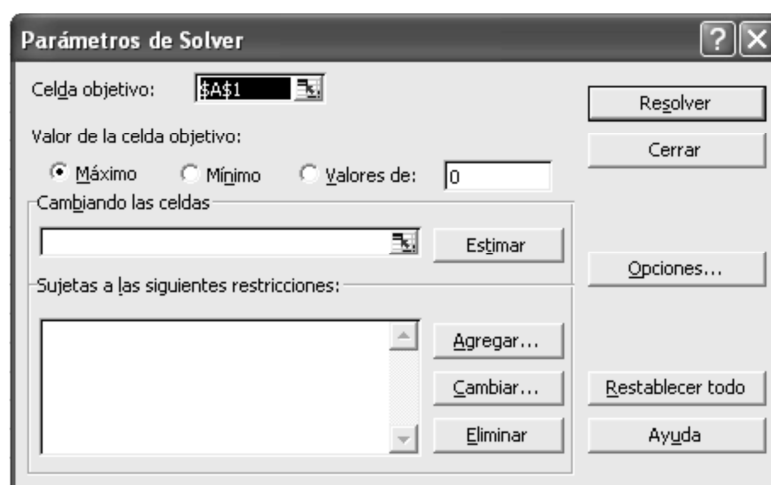 Parámetros de Solver
Celda objetivo: $A$1
Resolver
Valor de la celda objetivo:
Cerrar
Máximo Mínimo Valores de: 0
Cambiando las celdas
Estimar
Opciones...
Sujetas a las siguientes restricciones:
Agregar...
Cambiar... Restablecer todo
Eliminar Ayuda